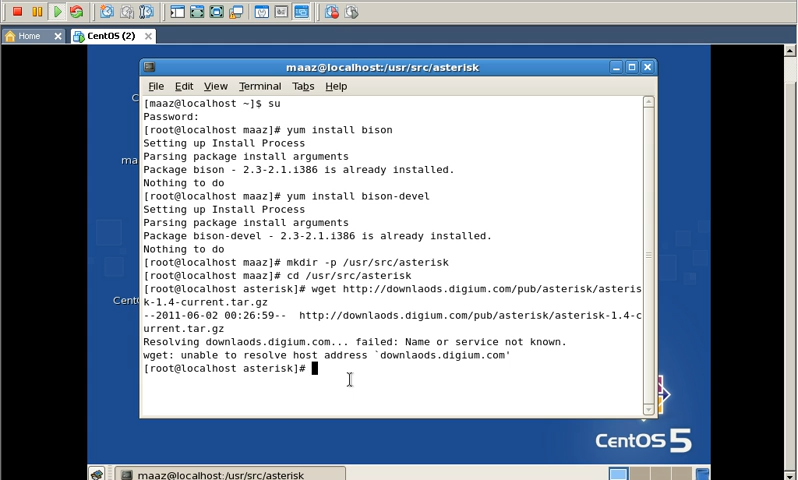 Home
CentOS (2)
maaz@localhost:/usr/src/asterisk
File Edit View Terminal Tabs Help
[maaz@localhost ~]$ su
Password:
[root@localhost maaz]# yum install bison
Setting up Install Process
Parsing package install arguments
Package bison - 2.3-2.1.i386 is already installed.
Nothing to do
[root@localhost maaz]# yum install bison-devel
Setting up Install Process
Parsing package install arguments
Package bison-devel - 2.3-2.1.i386 is already installed.
Nothing to do
[root@localhost maaz]# mkdir -p /usr/src/asterisk
[root@localhost maaz]# cd /usr/src/asterisk
[root@localhost asterisk]# wget http://downlaods.digium.com/pub/asterisk/asteris
k-1.4-current.tar.gz
--2011-06-02 00:26:59--  http://downlaods.digium.com/pub/asterisk/asterisk-1.4-c
urrent.tar.gz
Resolving downlaods.digium.com... failed: Name or service not known.
wget: unable to resolve host address `downlaods.digium.com'
[root@localhost asterisk]#
C
ma
Cent
CentOS 5
maaz@localhost:/usr/src/asterisk